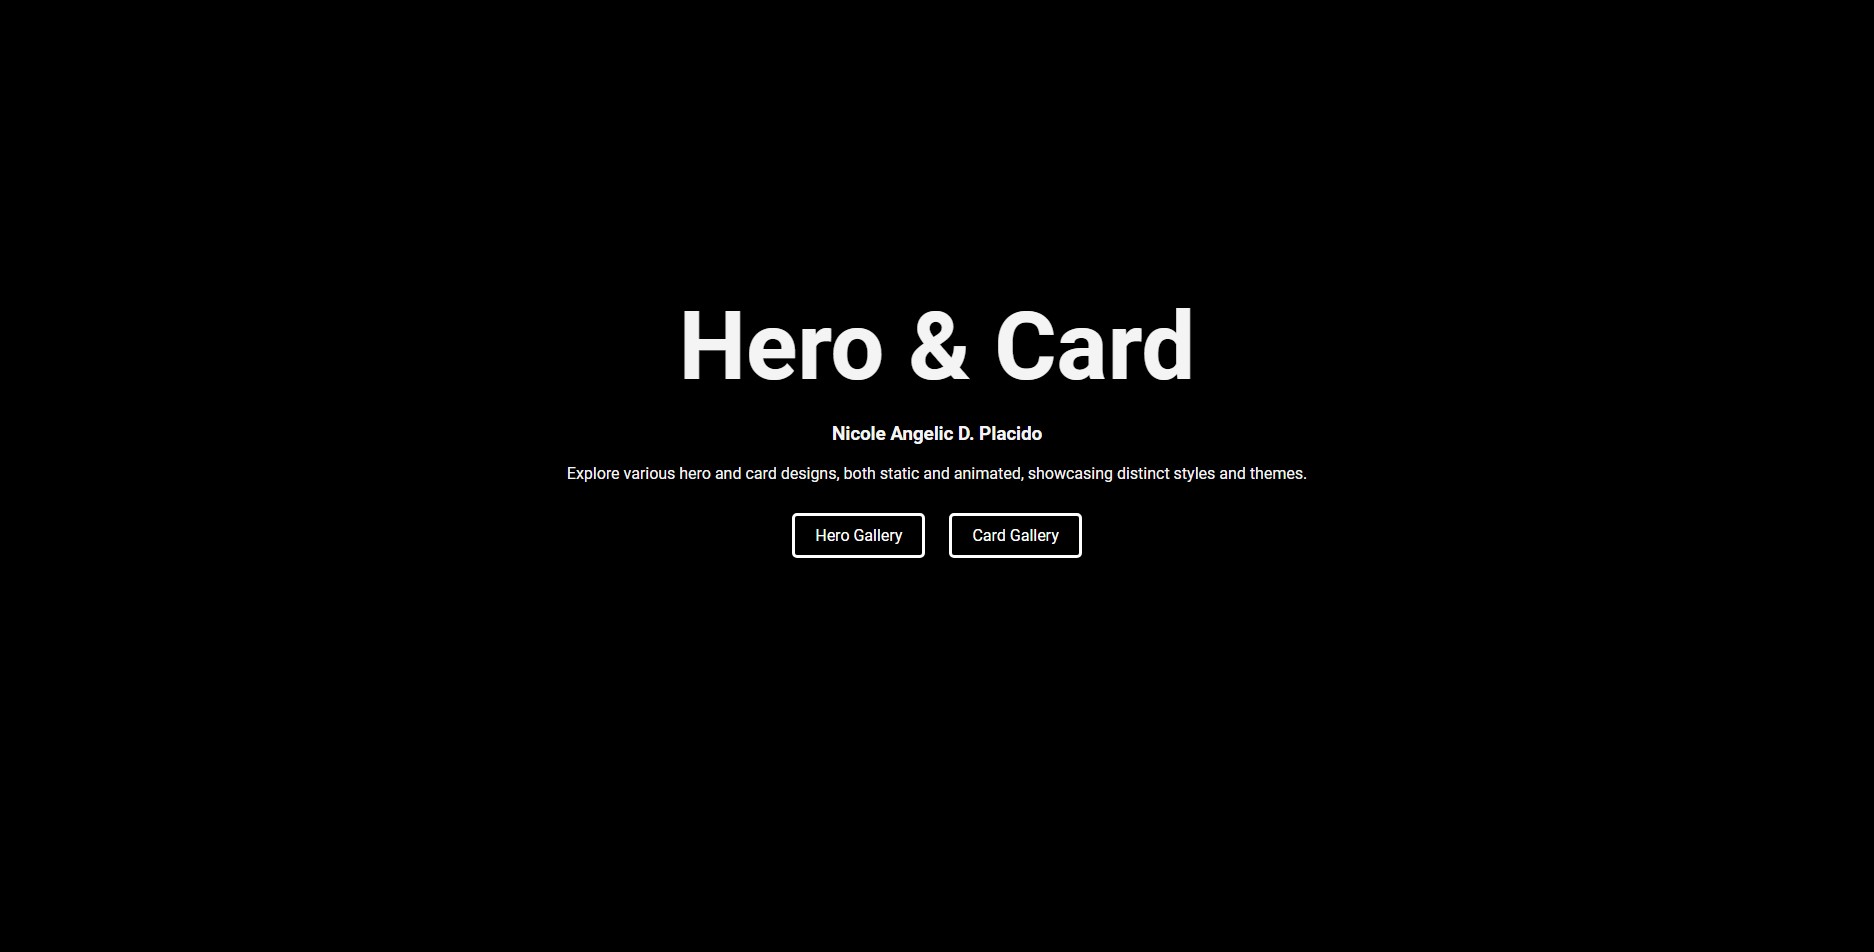 Hero & Card
Nicole Angelic D. Placido
Explore various hero and card designs, both static and animated, showcasing distinct styles and themes.
Hero Gallery
Card Gallery